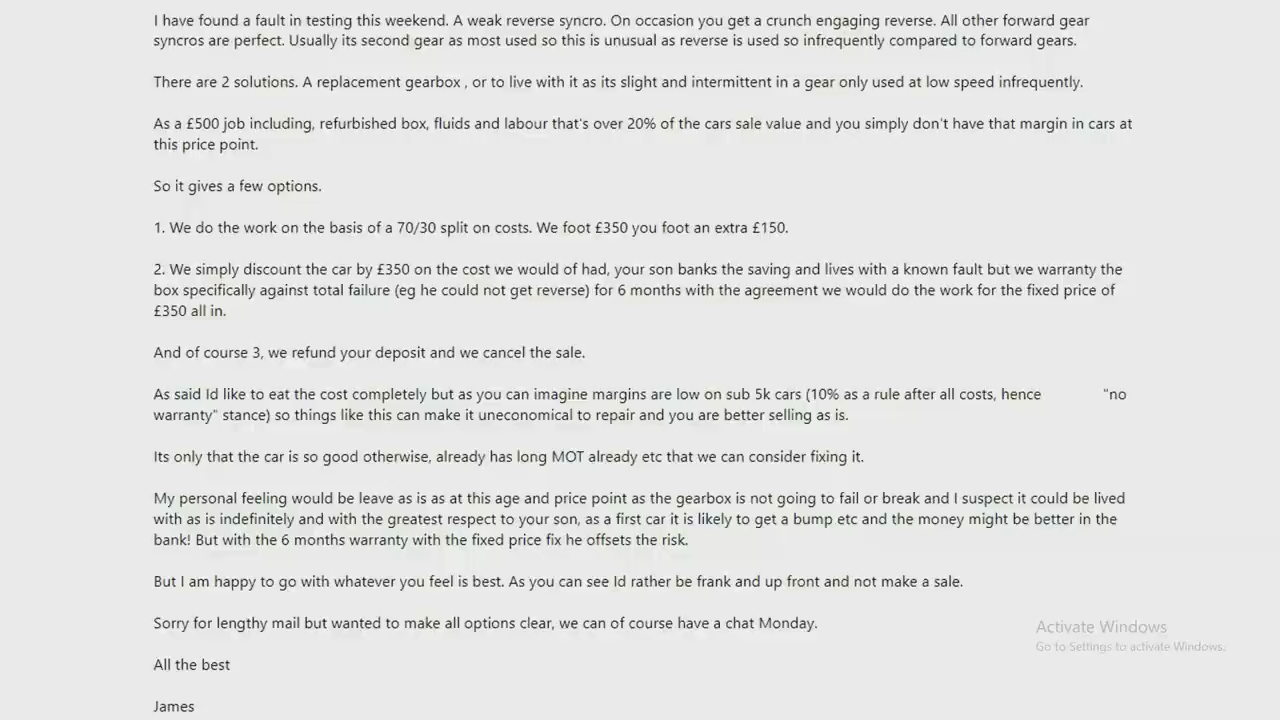 I have found a fault in testing this weekend. A weak reverse syncro. On occasion you get a crunch engaging reverse. All other forward gear
syncros are perfect. Usually its second gear as most used so this is unusual as reverse is used so infrequently compared to forward gears.
There are 2 solutions. A replacement gearbox , or to live with it as its slight and intermittent in a gear only used at low speed infrequently.
As a £500 job including, refurbished box, fluids and labour that's over 20% of the cars sale value and you simply don't have that margin in cars at
this price point.
So it gives a few options.
1. We do the work on the basis of a 70/30 split on costs. We foot £350 you foot an extra £150.
2. We simply discount the car by £350 on the cost we would of had, your son banks the saving and lives with a known fault but we warranty the
box specifically against total failure (eg he could not get reverse) for 6 months with the agreement we would do the work for the fixed price of
£350 all in.
And of course 3, we refund your deposit and we cancel the sale.
As said Id like to eat the cost completely but as you can imagine margins are low on sub 5k cars (10% as a rule after all costs, hence "no
warranty" stance) so things like this can make it uneconomical to repair and you are better selling as is.
Its only that the car is so good otherwise, already has long MOT already etc that we can consider fixing it.
My personal feeling would be leave as is as at this age and price point as the gearbox is not going to fail or break and I suspect it could be lived
with as is indefinitely and with the greatest respect to your son, as a first car it is likely to get a bump etc and the money might be better in the
bank! But with the 6 months warranty with the fixed price fix he offsets the risk.
But I am happy to go with whatever you feel is best. As you can see Id rather be frank and up front and not make a sale.
Sorry for lengthy mail but wanted to make all options clear, we can of course have a chat Monday.
Activate Windows
Go to Settings to activate Windows.
All the best
James